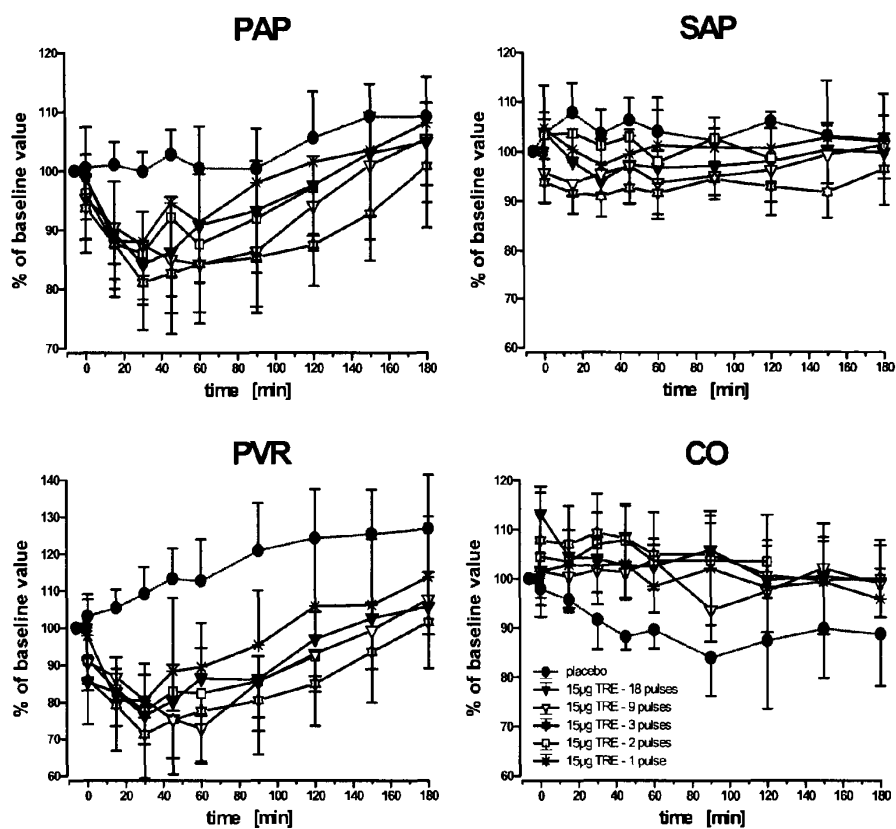 PAP
% of baseline value
120
110
100
90
80
70
0 20 40 60 80 100 120 140 160 180
time [min]
SAP
% of baseline value
120
110
100
90
80
70
60
0 20 40 60 80 100 120 140 160 180
time [min]
PVR
% of baseline value
140
130
120
110
100
90
80
70
60
0 20 40 60 80 100 120 140 160 180
time [min]
CO
% of baseline value
120
110
100
90
80
70
60
placebo
15µg TRE - 18 pulses
15µg TRE - 9 pulses
15µg TRE - 3 pulses
15µg TRE - 2 pulses
15µg TRE - 1 pulse
0 20 40 60 80 100 120 140 160 180
time [min]